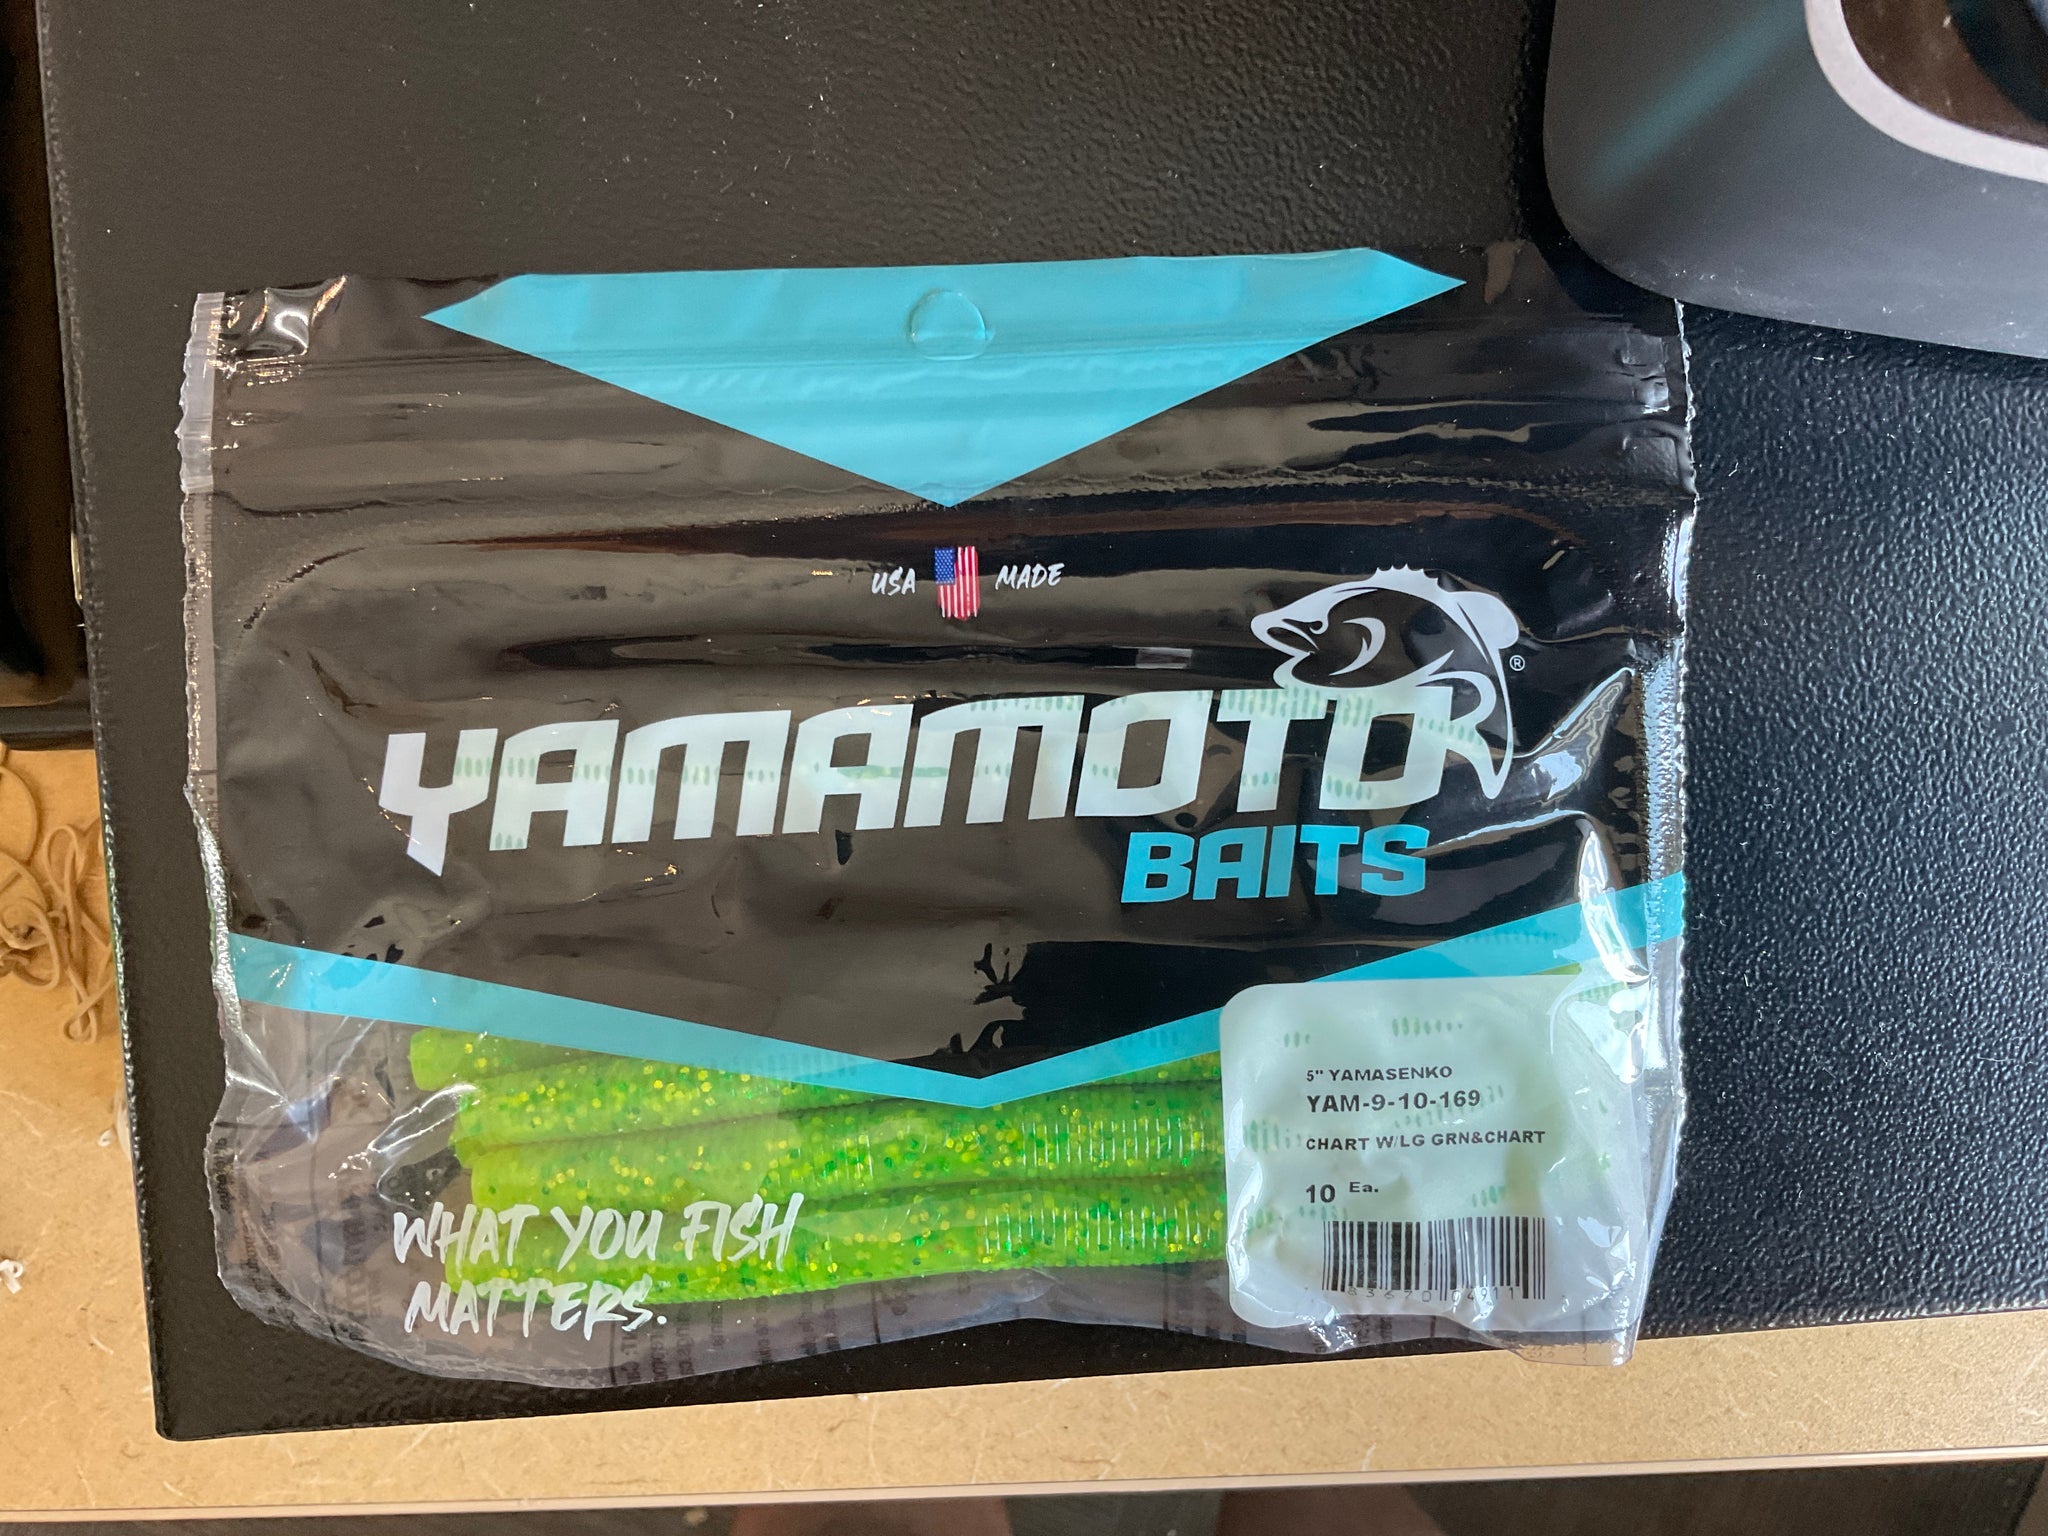 USA MADE
YAMAMOTO
®
BAITS
5" YAMASENKO
YAM-9-10-169
CHART W/LG GRN&CHART
10 Ea.
WHAT YOU FISH
MATTERS.